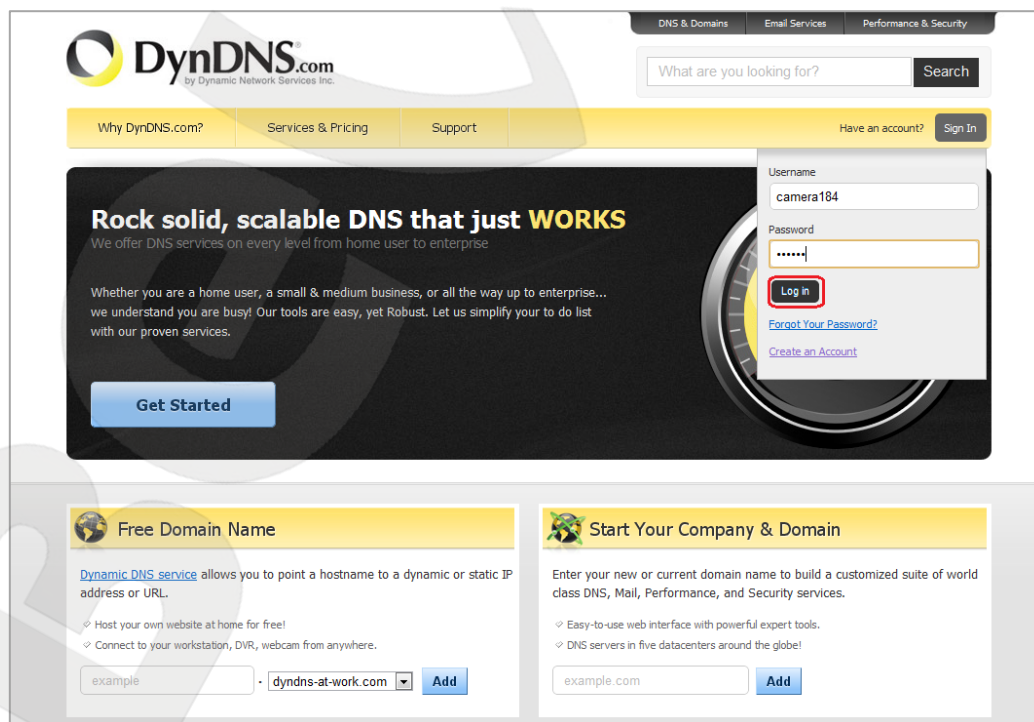 DNS & Domains Email Services Performance & Security
DynDNS.com
by Dynamic Network Services Inc.
What are you looking for? Search
Why DynDNS.com? Services & Pricing Support Have an account? Sign In
Username
camera184
Password
••••••
Log in
Forgot Your Password?
Create an Account
Rock solid, scalable DNS that just WORKS
We offer DNS services on every level from home user to enterprise
Whether you are a home user, a small & medium business, or all the way up to enterprise...
we understand you are busy! Our tools are easy, yet Robust. Let us simplify your to do list
with our proven services.
Get Started
Free Domain Name
Dynamic DNS service allows you to point a hostname to a dynamic or static IP
address or URL.
Host your own website at home for free!
Connect to your workstation, DVR, webcam from anywhere.
example . dyndns-at-work.com Add
Start Your Company & Domain
Enter your new or current domain name to build a customized suite of world
class DNS, Mail, Performance, and Security services.
Easy-to-use web interface with powerful expert tools.
DNS servers in five datacenters around the globe!
example.com Add